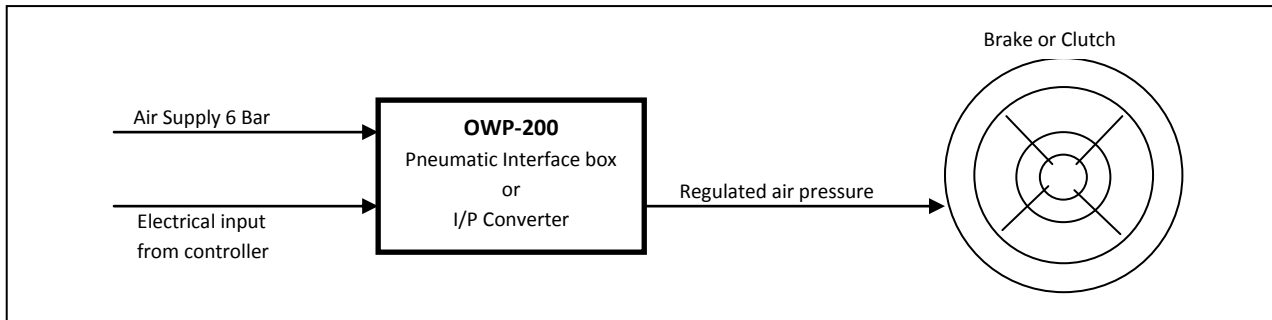 Brake or Clutch
Air Supply 6 Bar
OWP-200
Pneumatic Interface box
or
I/P Converter
Regulated air pressure
Electrical input
from controller